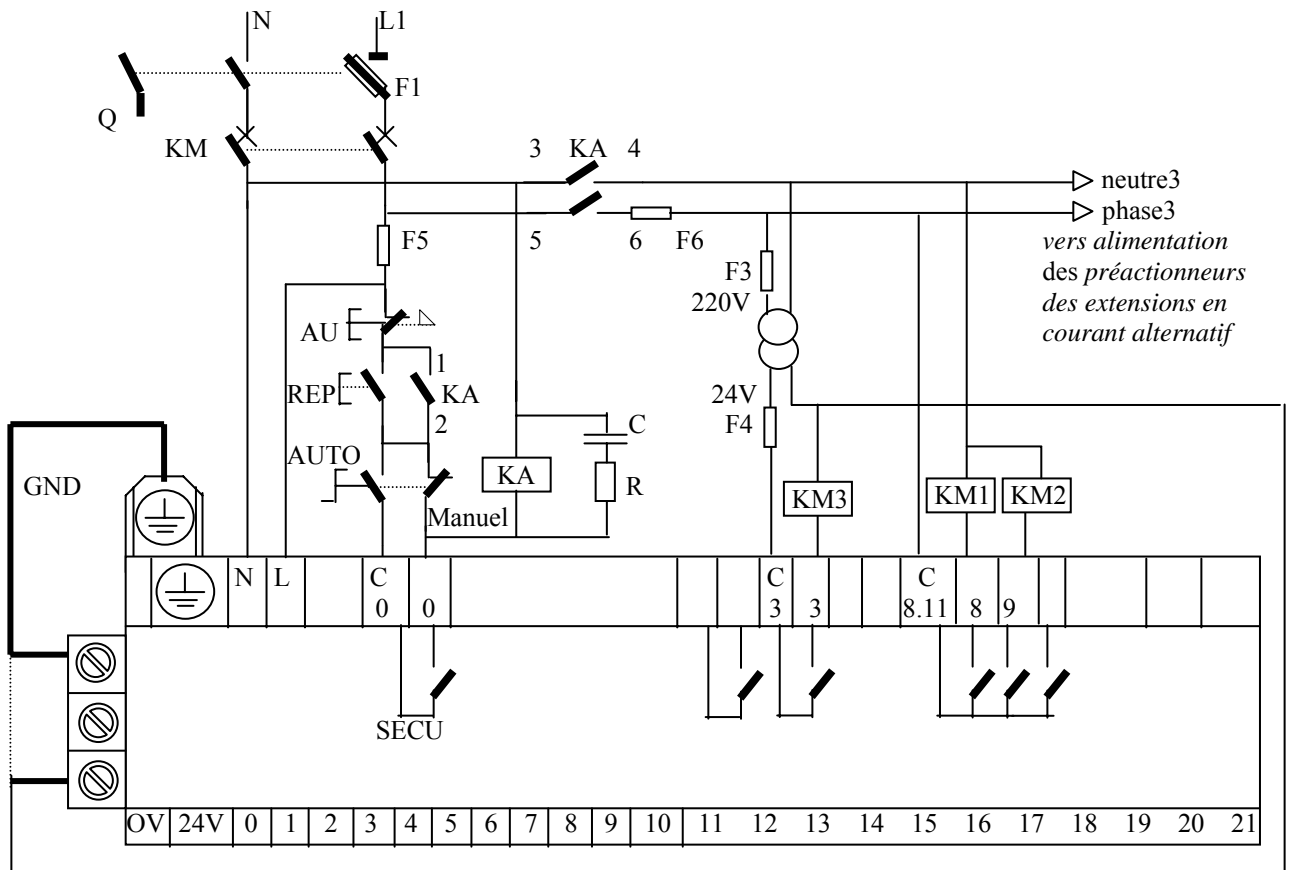 N L1
F1
Q
KM 3 KA 4
neutre3
phase3
F5 5 6 F6
vers alimentation
des préactionneurs
des extensions en
courant alternatif
F3
220V
AU
1
REP KA
24V
2 C F4
AUTO
GND KA R KM3 KM1 KM2
Manuel
N L C C C
0 0 3 3 8.11 8 9
SECU
OV 24V 0 1 2 3 4 5 6 7 8 9 10 11 12 13 14 15 16 17 18 19 20 21